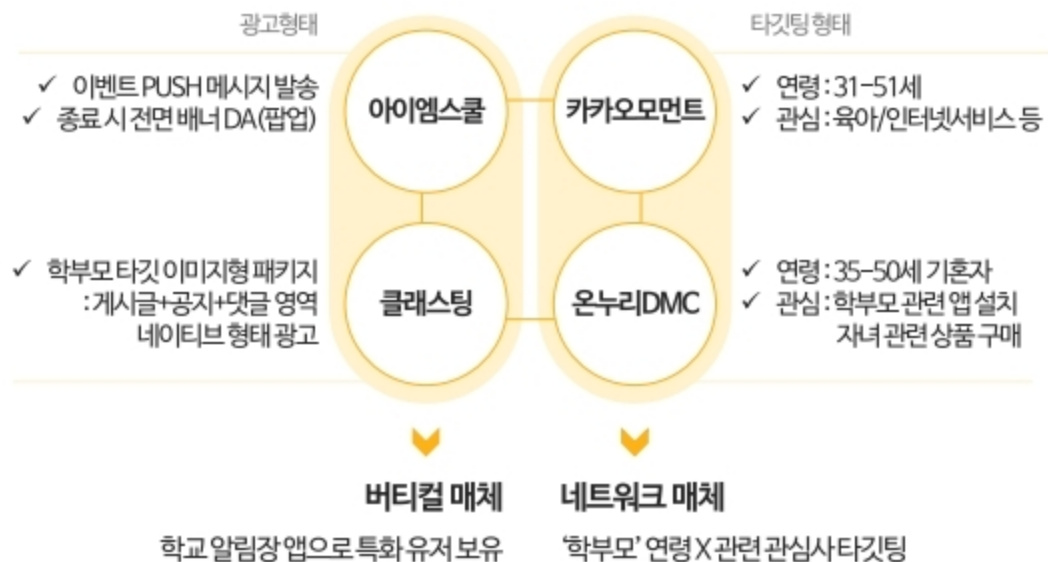 광고형태
타깃팅 형태
✓ 이벤트 PUSH 메시지 발송
✓ 종료 시 전면 배너 DA(팝업)
아이엠스쿨
카카오모먼트
✓ 연령 : 31-51세
✓ 관심 : 육아/인터넷서비스 등
✓ 학부모 타깃 이미지형 패키지
: 게시글+공지+댓글 영역
네이티브 형태 광고
클래스팅
온누리DMC
✓ 연령 : 35-50세 기혼자
✓ 관심 : 학부모 관련 앱 설치
자녀 관련 상품 구매
버티컬 매체
학교 알림장 앱으로 특화 유저 보유
네트워크 매체
‘학부모’ 연령 X 관련 관심사 타깃팅